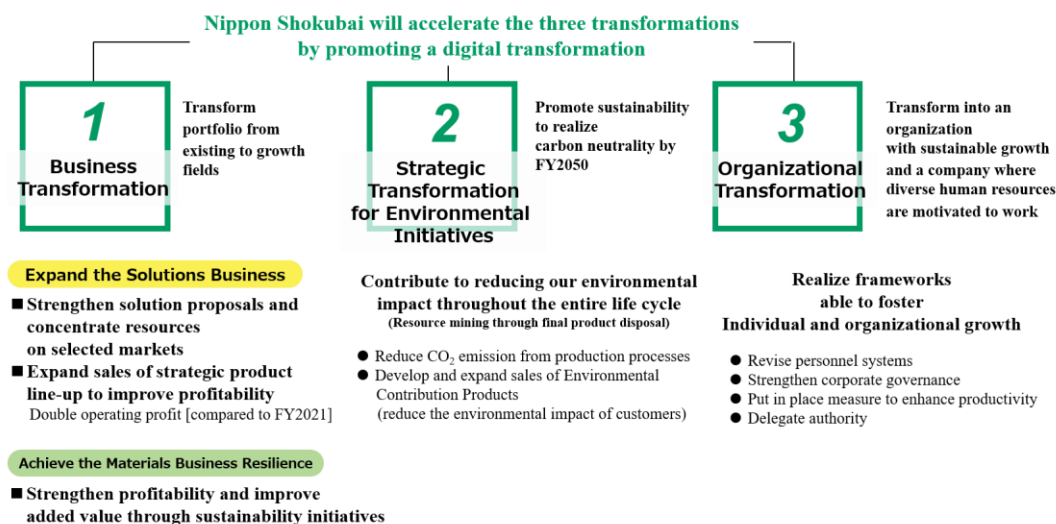 Nippon Shokubai will accelerate the three transformations
by promoting a digital transformation
1
Business
Transformation
Transform
portfolio from
existing to growth
fields
2
Strategic
Transformation
for Environmental
Initiatives
Promote sustainability
to realize
carbon neutrality by
FY2050
3
Organizational
Transformation
Transform into an
organization
with sustainable growth
and a company where
diverse human resources
are motivated to work
Expand the Solutions Business
■ Strengthen solution proposals and
concentrate resources
on selected markets
■ Expand sales of strategic product
line-up to improve profitability
Double operating profit [compared to FY2021]
Achieve the Materials Business Resilience
■ Strengthen profitability and improve
added value through sustainability initiatives
Contribute to reducing our environmental
impact throughout the entire life cycle
(Resource mining through final product disposal)
● Reduce CO₂ emission from production processes
● Develop and expand sales of Environmental
Contribution Products
(reduce the environmental impact of customers)
Realize frameworks
able to foster
Individual and organizational growth
● Revise personnel systems
● Strengthen corporate governance
● Put in place measure to enhance productivity
● Delegate authority